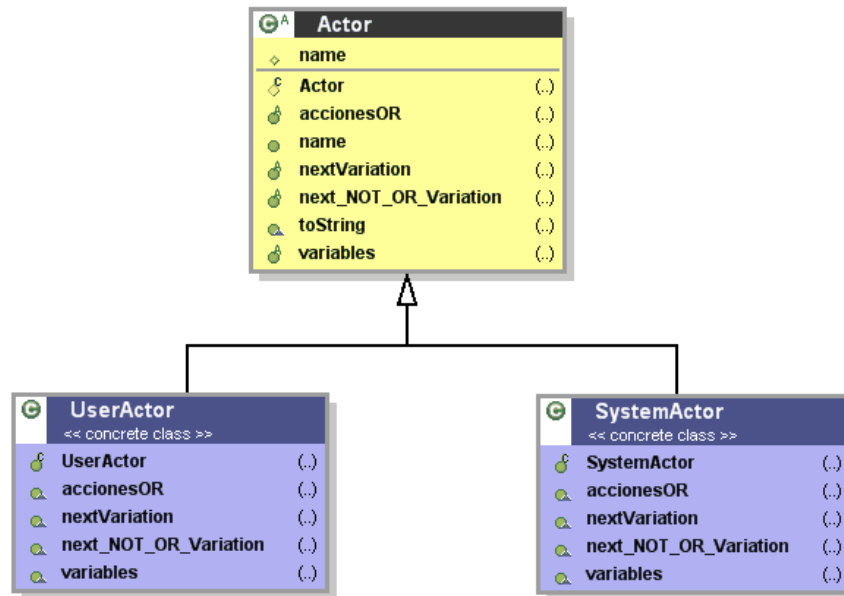 Actor
name
Actor (..)
accionesOR (..)
name (..)
nextVariation (..)
next_NOT_OR_Variation (..)
toString (..)
variables (..)
UserActor
<< concrete class >>
UserActor (..)
accionesOR (..)
nextVariation (..)
next_NOT_OR_Variation (..)
variables (..)
SystemActor
<< concrete class >>
SystemActor (..)
accionesOR (..)
nextVariation (..)
next_NOT_OR_Variation (..)
variables (..)